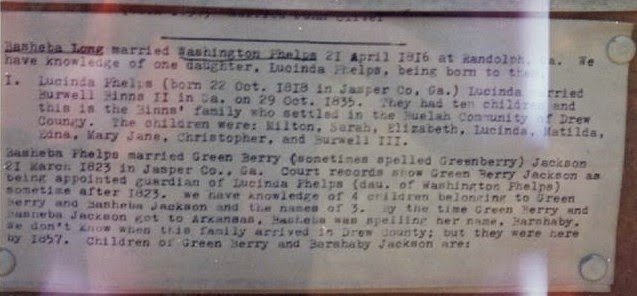 married John Oliver
Basheba Long married Washington Phelps 21 April 1816 at Randolph, Ga. We
have knowledge of one daughter, Lucinda Phelps, being born to them.
1. Lucinda Phelps (born 22 Oct. 1818 in Jasper Co, Ga.) Lucinda married
Burwell Binns II in Ga. on 29 Oct. 1835. They had ten children and
this is the Binns' family who settled in the Buelah Community of Drew
Coungy. The children were: Milton, Sarah, Elizabeth, Lucinda, Matilda,
Edna, Mary Jane, Christopher, and Burwell III.
Basheba Phelps married Green Berry (sometimes spelled Greenberry) Jackson
21 March 1823 in Jasper Co., Ga. Court records show Green Berry Jackson as
being appointed guardian of Lucinda Phelps (dau. of Washington Phelps)
sometime after 1823. We have knowledge of 4 children belonging to Green
Berry and Basheba Jackson and the names of 3. By the time Green Berry and
Basheba Jackson got to Arkansas, Basheba was spelling her name, Barshaby.
We don't know when this family arrived in Drew County; but they were here
by 1857. Children of Green Berry and Barshaby Jackson are: